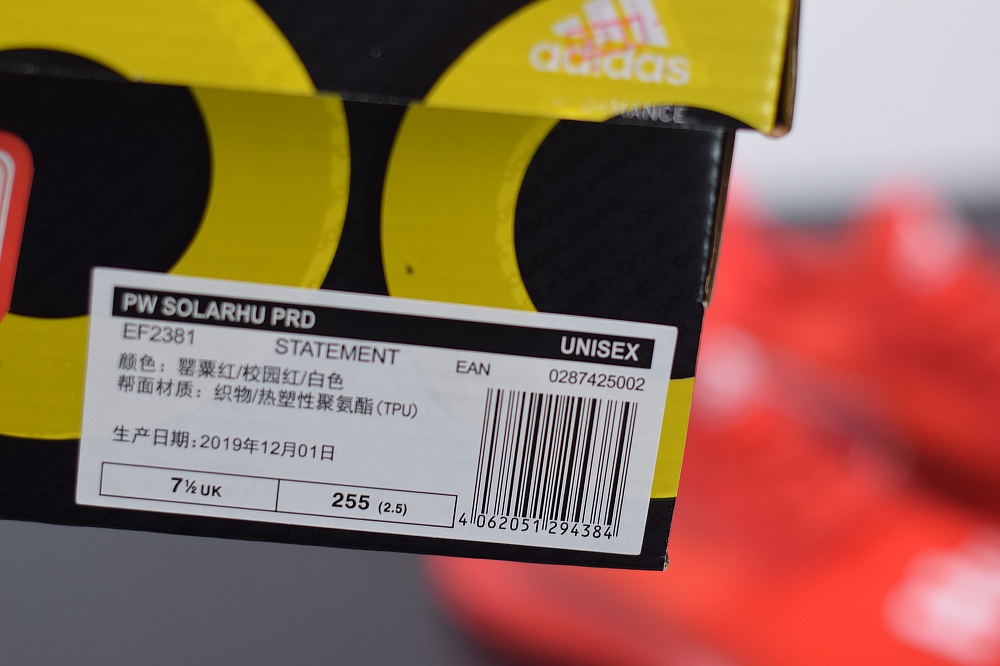 adidas
PW SOLARHU PRD
UNISEX
EF2381
STATEMENT
EAN
0287425002
颜色：罂粟红/校园红/白色
帮面材质：织物/热塑性聚氨酯(TPU)
生产日期:2019年12月01日
7½ UK
255 (2.5)
4 062051 294384